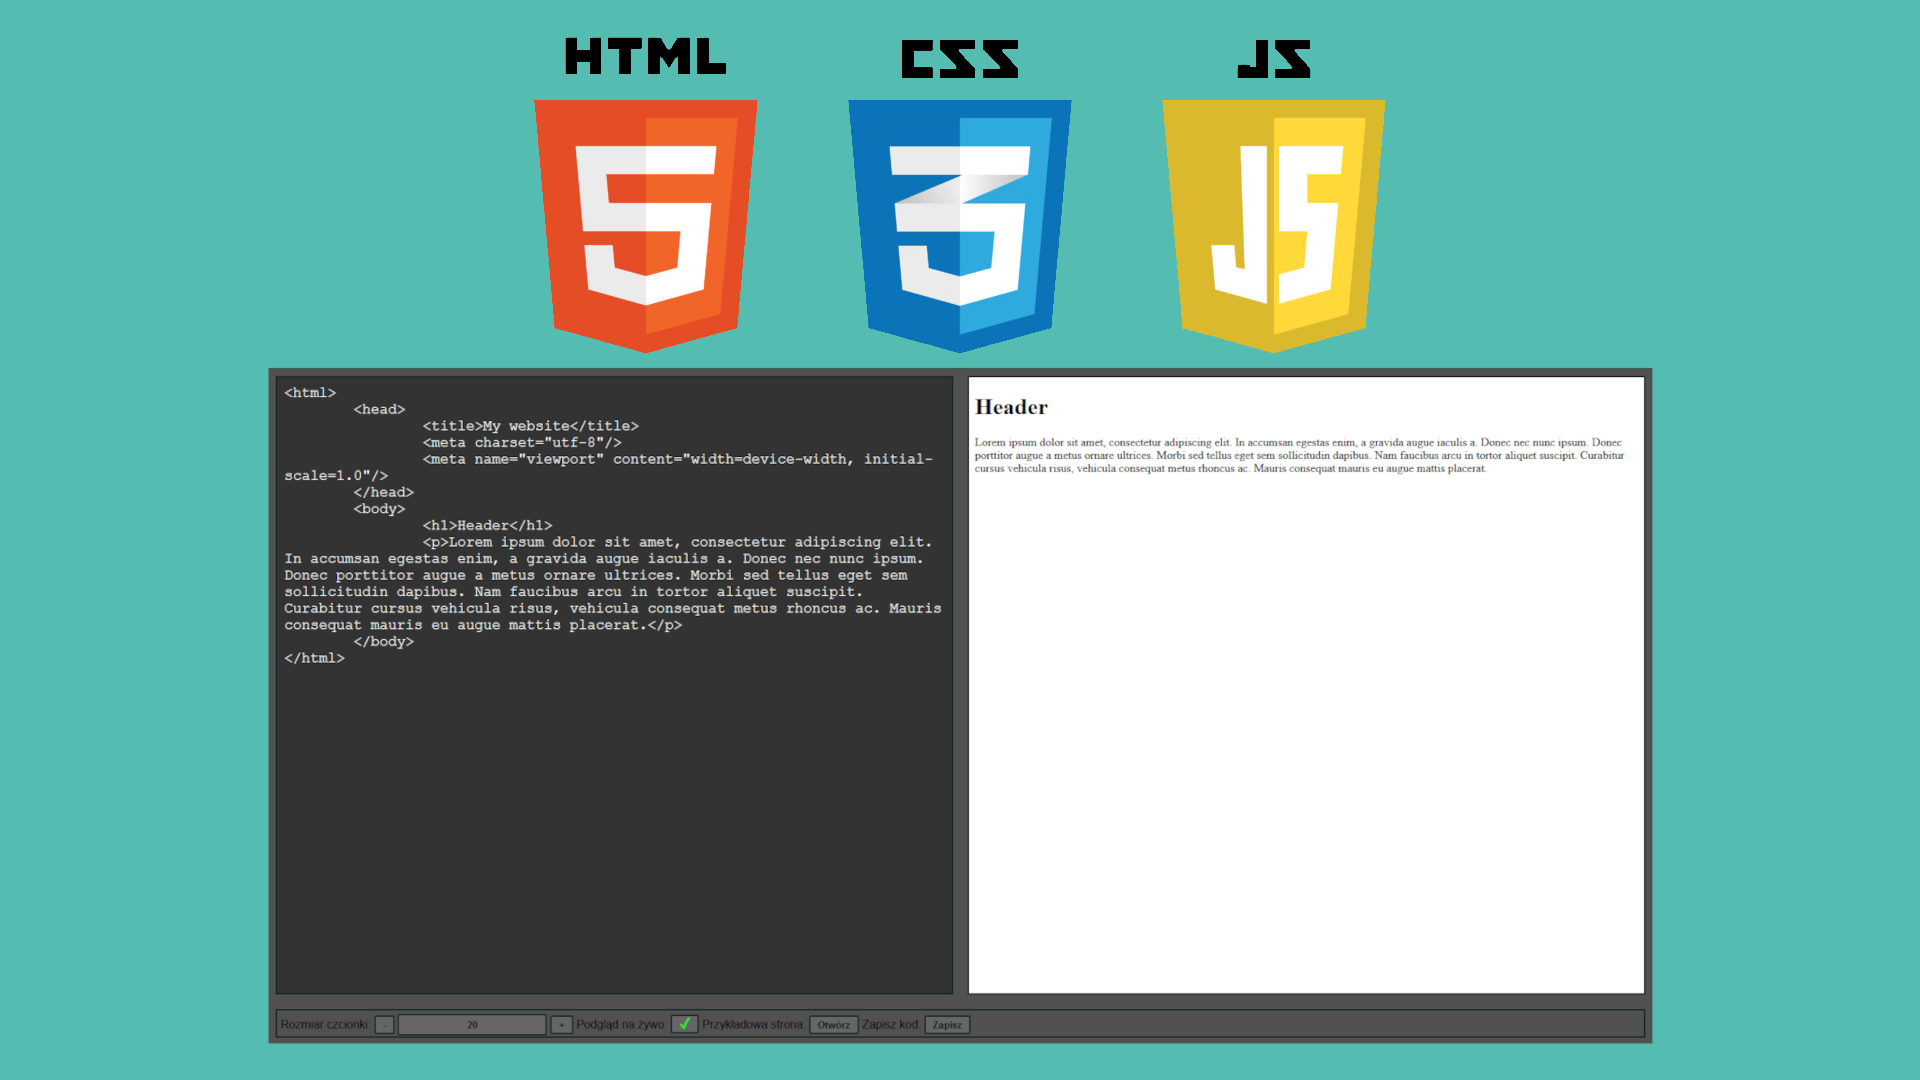 HTML CSS JS
5 3 JS
<html>
<head>
<title>My website</title>
<meta charset="utf-8"/>
<meta name="viewport" content="width=device-width, initial-
scale=1.0"/>
</head>
<body>
<h1>Header</h1>
<p>Lorem ipsum dolor sit amet, consectetur adipiscing elit.
In accumsan egestas enim, a gravida augue iaculis a. Donec nec nunc ipsum.
Donec porttitor augue a metus ornare ultrices. Morbi sed tellus eget sem
sollicitudin dapibus. Nam faucibus arcu in tortor aliquet suscipit.
Curabitur cursus vehicula risus, vehicula consequat metus rhoncus ac. Mauris
consequat mauris eu augue mattis placerat.</p>
</body>
</html>
Header
Lorem ipsum dolor sit amet, consectetur adipiscing elit. In accumsan egestas enim, a gravida augue iaculis a. Donec nec nunc ipsum. Donec
porttitor augue a metus ornare ultrices. Morbi sed tellus eget sem sollicitudin dapibus. Nam faucibus arcu in tortor aliquet suscipit. Curabitur
cursus vehicula risus, vehicula consequat metus rhoncus ac. Mauris consequat mauris eu augue mattis placerat.
Rozmiar czcionki: - 20 + Podgląd na żywo: Przykładowa strona: Otwórz Zapisz kod: Zapisz